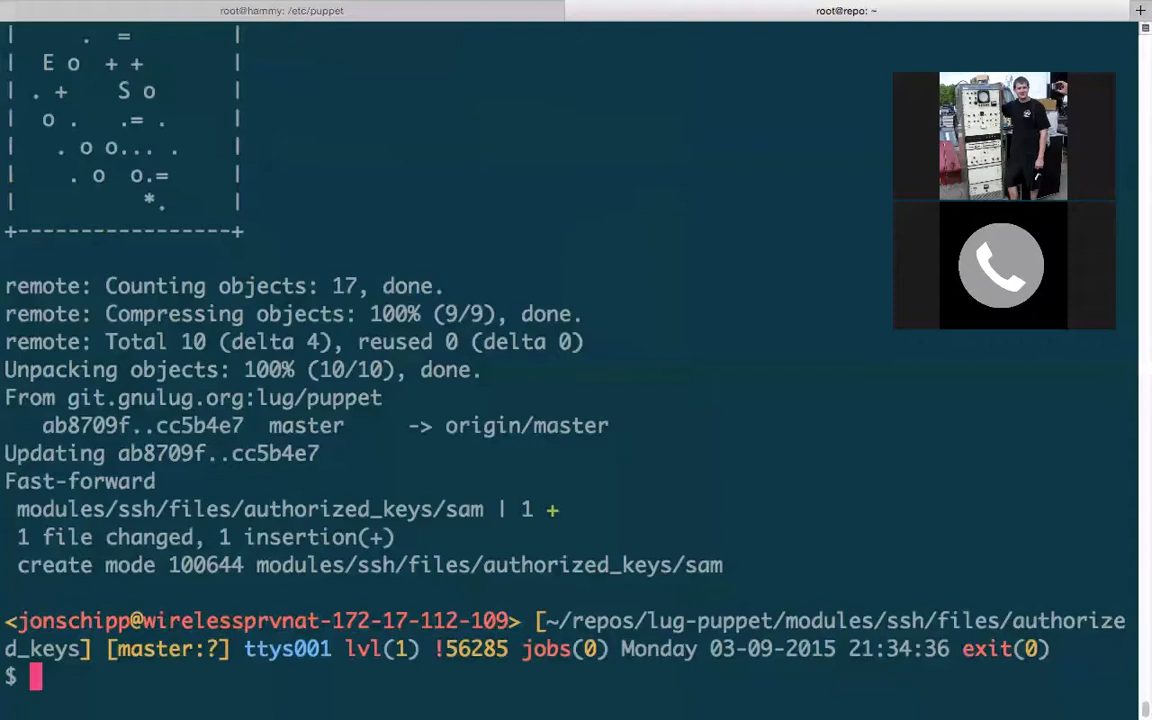 root@hammy: /etc/puppet
root@repo: ~
+
|      .  =        |
|   E o  + +       |
| . +    S o       |
|   o .   .= .     |
|    . o o... .    |
|     . o  o.=     |
|           *.     |
+-----------------+
remote: Counting objects: 17, done.
remote: Compressing objects: 100% (9/9), done.
remote: Total 10 (delta 4), reused 0 (delta 0)
Unpacking objects: 100% (10/10), done.
From git.gnulug.org:lug/puppet
   ab8709f..cc5b4e7  master     -> origin/master
Updating ab8709f..cc5b4e7
Fast-forward
 modules/ssh/files/authorized_keys/sam | 1 +
 1 file changed, 1 insertion(+)
 create mode 100644 modules/ssh/files/authorized_keys/sam
<jonschipp@wirelessprvnat-172-17-112-109> [~/repos/lug-puppet/modules/ssh/files/authorize
d_keys] [master:?] ttys001 lvl(1) !56285 jobs(0) Monday 03-09-2015 21:34:36 exit(0)
$